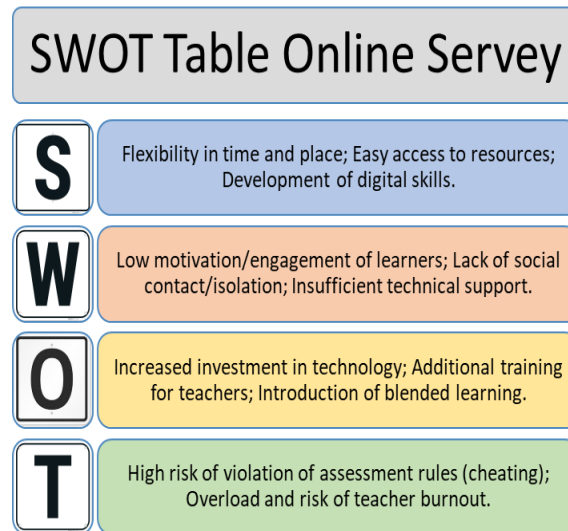 SWOT Table Online Servey
S
Flexibility in time and place; Easy access to resources;
Development of digital skills.
W
Low motivation/engagement of learners; Lack of social
contact/isolation; Insufficient technical support.
O
Increased investment in technology; Additional training
for teachers; Introduction of blended learning.
T
High risk of violation of assessment rules (cheating);
Overload and risk of teacher burnout.